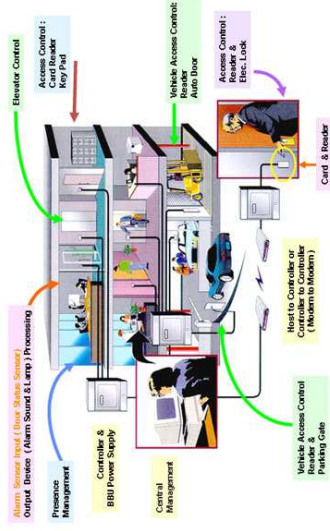 Alarm Sensor Input ( Door Status Sensor)
Output Device ( Alarm Sound & Lamp ) Processing
Elevator Control
Access Control :
Card Reader
Key Pad
Presence
Management
Vehicle Access Control:
Reader
Auto Door
Controller &
BBU Power Supply
Access Control :
Reader &
Elec. Lock
Central
Management
Card & Reader
Host to Controller or
Controller to Controller
( Modem to Modem )
Vehicle Access Control
Reader &
Parking Gate